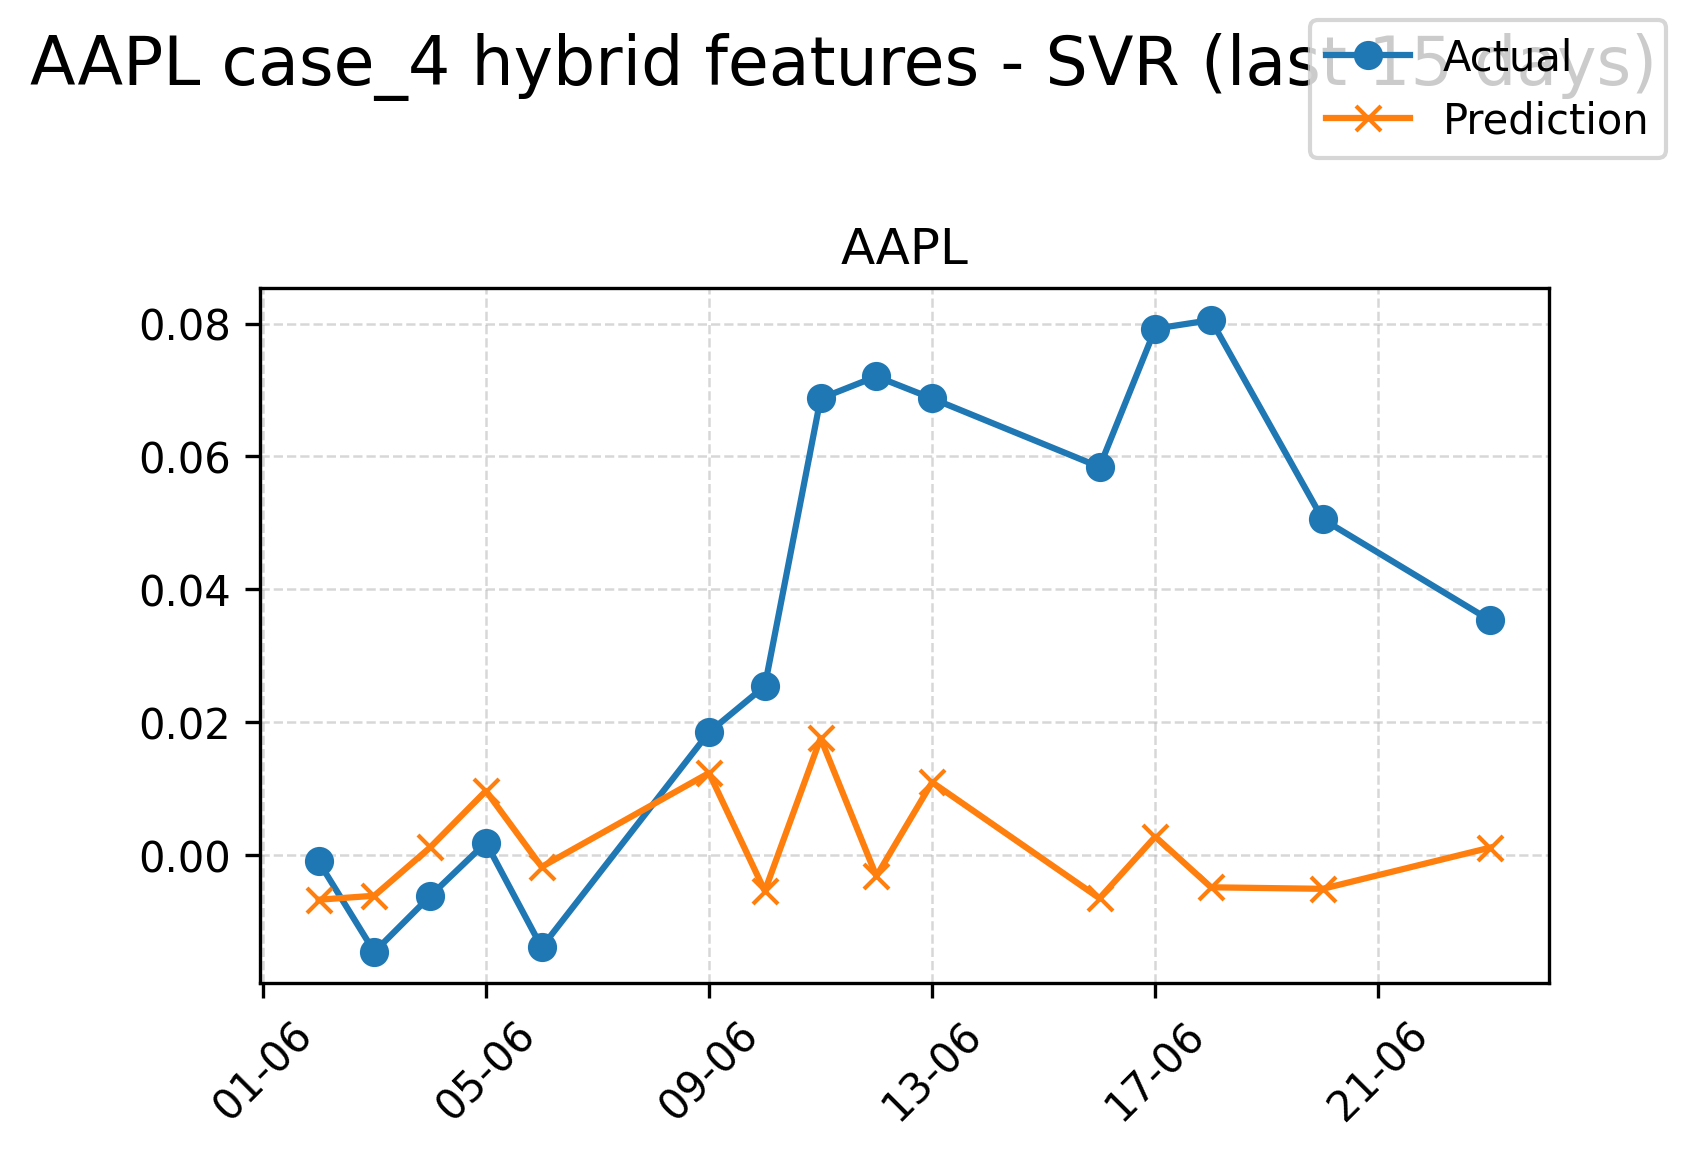 AAPL case_4 hybrid features - SVR (last 15 days)
Actual
Prediction
AAPL
0.08
0.06
0.04
0.02
0.00
01-06
05-06
09-06
13-06
17-06
21-06